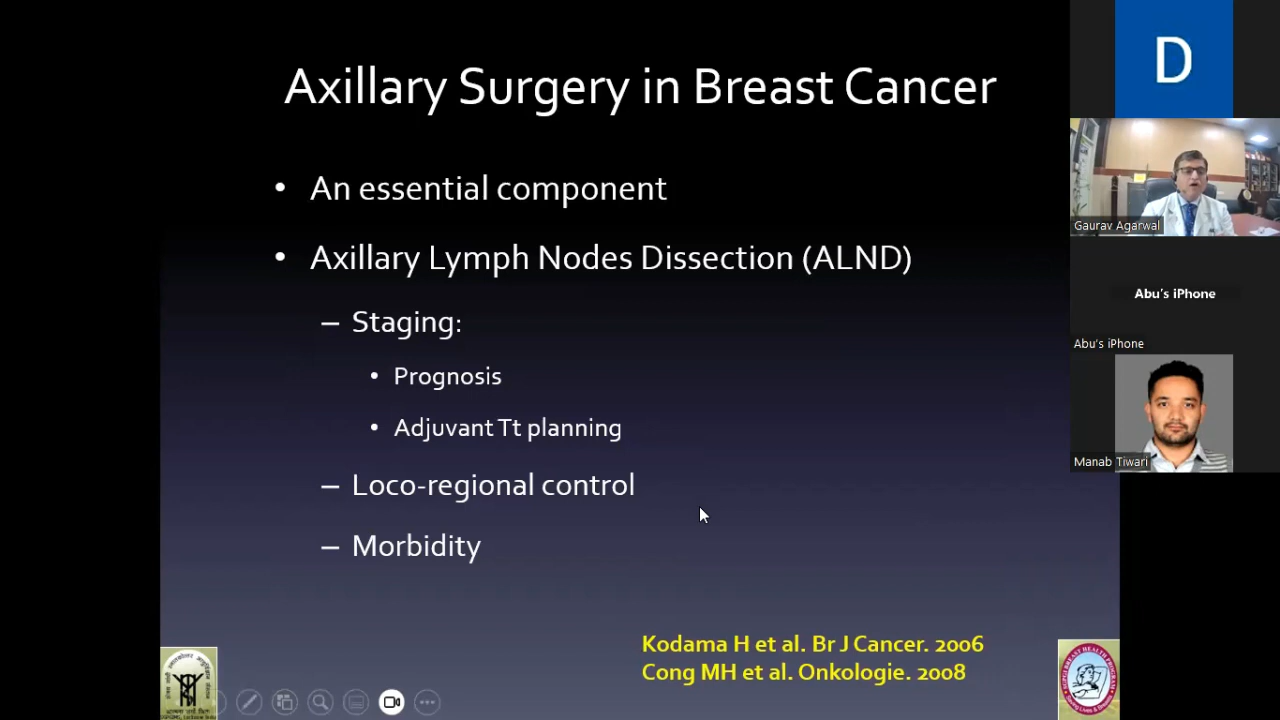 Axillary Surgery in Breast Cancer
• An essential component
• Axillary Lymph Nodes Dissection (ALND)
– Staging:
• Prognosis
• Adjuvant Tt planning
– Loco-regional control
– Morbidity
Kodama H et al. Br J Cancer. 2006
Cong MH et al. Onkologie. 2008
D
Gaurav Agarwal
Abu's iPhone
Abu's iPhone
Manab Tiwari